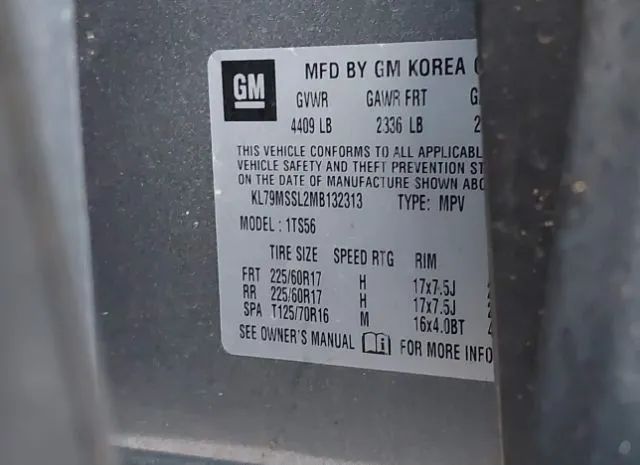 GM
MFD BY GM KOREA
GVWR GAWR FRT
4409 LB 2336 LB
THIS VEHICLE CONFORMS TO ALL APPLICABL
VEHICLE SAFETY AND THEFT PREVENTION ST
ON THE DATE OF MANUFACTURE SHOWN ABO
KL79MSSL2MB132313 TYPE: MPV
MODEL : 1TS56
TIRE SIZE SPEED RTG RIM
FRT 225/60R17 H 17x7.5J
RR 225/60R17 H 17x7.5J
SPA T125/70R16 M 16x4.0BT
SEE OWNER'S MANUAL FOR MORE INFO